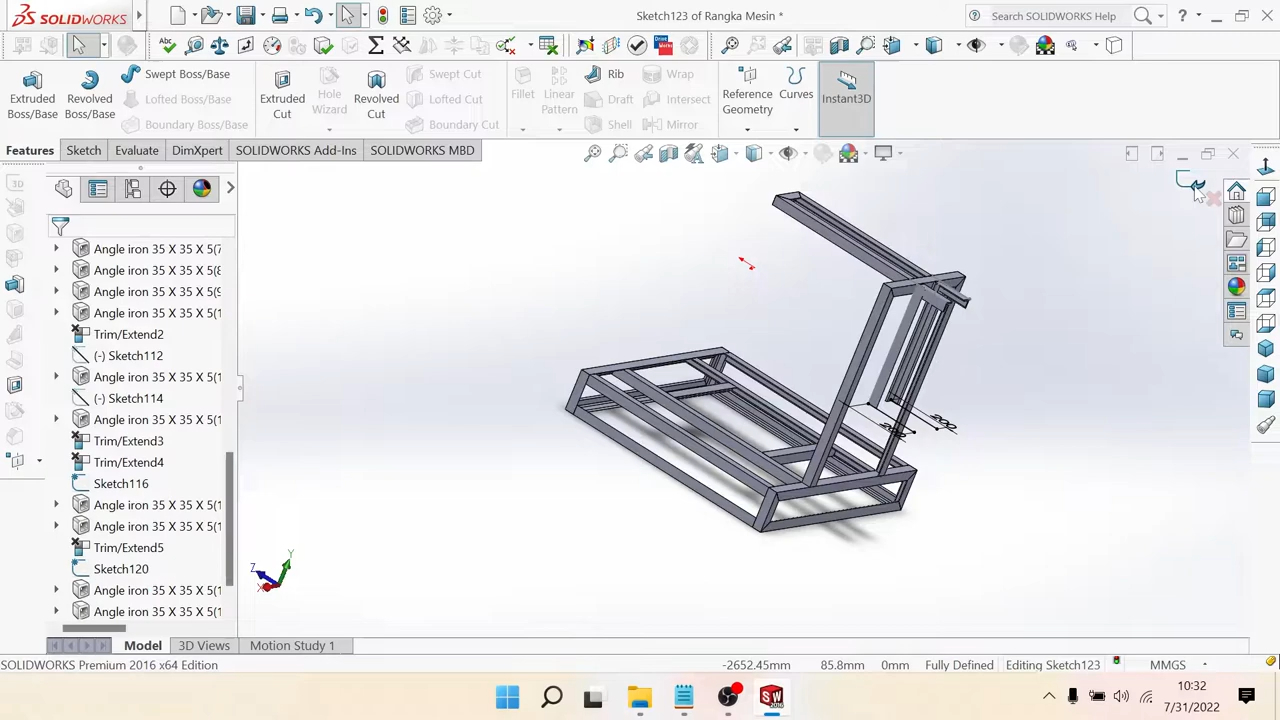 SOLIDWORKS
Sketch123 of Rangka Mesin *
Search SOLIDWORKS Help
Extruded Boss/Base
Revolved Boss/Base
Swept Boss/Base
Lofted Boss/Base
Boundary Boss/Base
Extruded Cut
Hole Wizard
Revolved Cut
Swept Cut
Lofted Cut
Boundary Cut
Fillet
Linear Pattern
Rib
Draft
Shell
Wrap
Intersect
Mirror
Reference Geometry
Curves
Instant3D
Features
Sketch
Evaluate
DimXpert
SOLIDWORKS Add-Ins
SOLIDWORKS MBD
Angle iron 35 X 35 X 5(7
Angle iron 35 X 35 X 5(8
Angle iron 35 X 35 X 5(9
Angle iron 35 X 35 X 5(1
Trim/Extend2
(-) Sketch112
Angle iron 35 X 35 X 5(1
(-) Sketch114
Angle iron 35 X 35 X 5(1
Trim/Extend3
Trim/Extend4
Sketch116
Angle iron 35 X 35 X 5(1
Angle iron 35 X 35 X 5(1
Trim/Extend5
Sketch120
Angle iron 35 X 35 X 5(1
Angle iron 35 X 35 X 5(1
200
Y
Z
X
Model
3D Views
Motion Study 1
SOLIDWORKS Premium 2016 x64 Edition
-2652.45mm
85.8mm
0mm
Fully Defined
Editing Sketch123
MMGS
10:32
7/31/2022